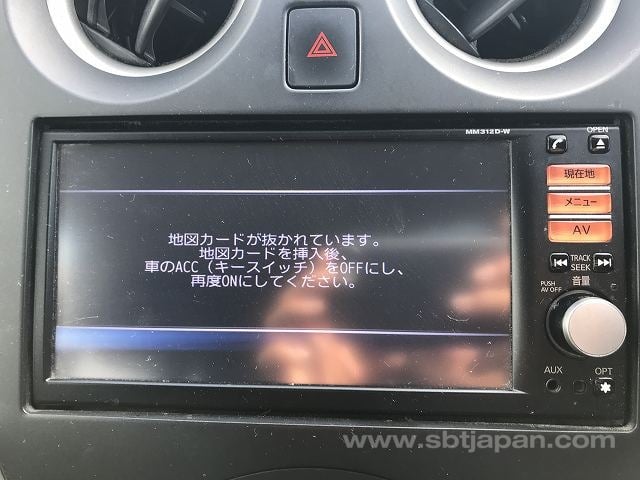 MM312D-W
OPEN
現在地
メニュー
AV
TRACK
SEEK
音量
PUSH
AV OFF
AUX
OPT
地図カードが抜かれています。
地図カードを挿入後、
車のACC（キースイッチ）をOFFにし、
再度ONにしてください。
www.sbtjapan.com